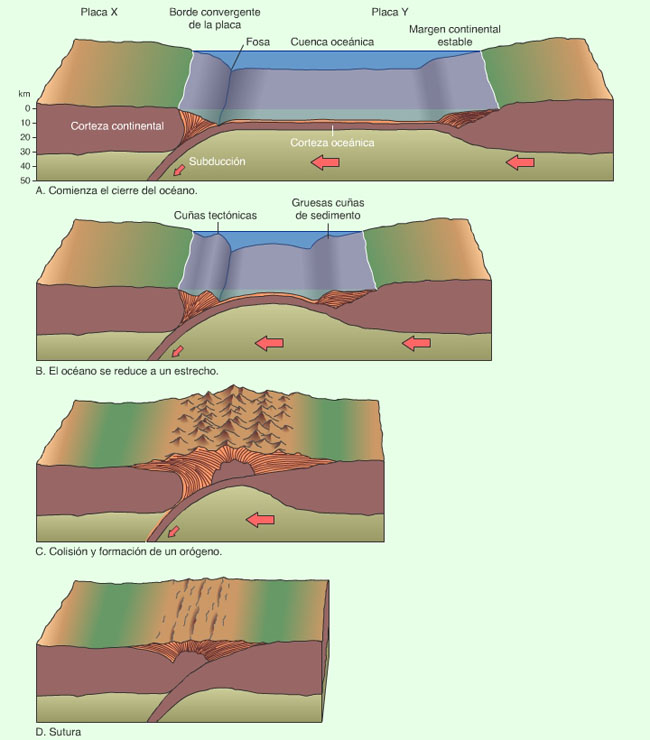 Placa X
Borde convergente
de la placa
Placa Y
Fosa
Cuenca oceánica
Margen continental
estable
km
0
10
20
30
40
50
Corteza continental
Corteza oceánica
Subducción
A. Comienza el cierre del océano.
Cuñas tectónicas
Gruesas cuñas
de sedimento
B. El océano se reduce a un estrecho.
C. Colisión y formación de un orógeno.
D. Sutura